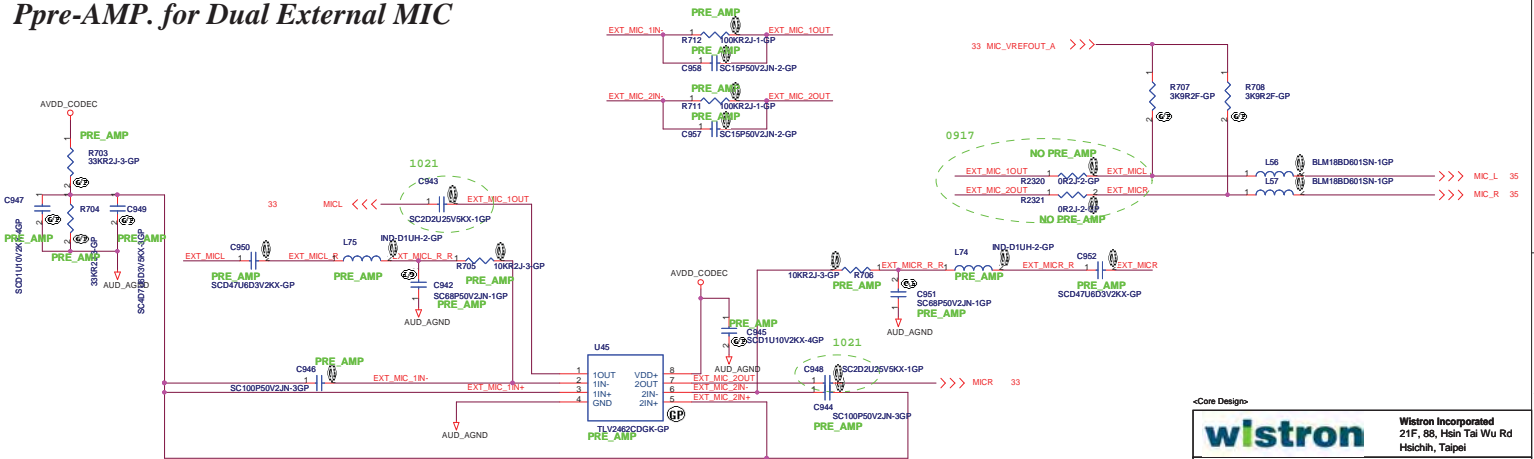 Ppre-AMP. for Dual External MIC
PRE_AMP
EXT_MIC_1IN-
R712
100KR2J-1-GP
EXT_MIC_1OUT
PRE_AMP
C958
SC15P50V2JN-2-GP
PRE_AMP
EXT_MIC_2IN-
R711
100KR2J-1-GP
EXT_MIC_2OUT
PRE_AMP
C957
SC15P50V2JN-2-GP
33 MIC_VREFOUT_A
R707
3K9R2F-GP
R708
3K9R2F-GP
0917
NO PRE_AMP
EXT_MIC_1OUT
R2320
0R2J-2-GP
EXT_MICL
EXT_MIC_2OUT
R2321
EXT_MICR
NO PRE_AMP
L56
BLM18BD601SN-1GP
L57
BLM18BD601SN-1GP
MIC_L 35
MIC_R 35
AVDD_CODEC
PRE_AMP
R703
33KR2J-3-GP
C947
R704
C949
PRE_AMP
PRE_AMP
PRE_AMP
AUD_AGND
1021
C943
33 MICL
EXT_MIC_1OUT
SC2D2U25V5KX-1GP
EXT_MICL
C950
PRE_AMP
SCD47U6D3V2KX-GP
EXT_MICL_R
L75
IND-D1UH-2-GP
PRE_AMP
EXT_MICL_R_R
R705
10KR2J-3-GP
PRE_AMP
C942
SC68P50V2JN-1GP
PRE_AMP
AUD_AGND
AVDD_CODEC
PRE_AMP
C945
SCD1U10V2KX-4GP
AUD_AGND
10KR2J-3-GP
R706
PRE_AMP
EXT_MICR_R_R
L74
IND-D1UH-2-GP
PRE_AMP
EXT_MICR_R
C952
EXT_MICR
SCD47U6D3V2KX-GP
PRE_AMP
C951
SC68P50V2JN-1GP
PRE_AMP
AUD_AGND
C946
PRE_AMP
SC100P50V2JN-3GP
EXT_MIC_1IN-
EXT_MIC_1IN+
U45
1 1OUT VDD+ 8
2 1IN- 2OUT 7
3 1IN+ 2IN- 6
4 GND 2IN+ 5
TLV2462CDGK-GP
PRE_AMP
GP
AUD_AGND
EXT_MIC_2OUT
EXT_MIC_2IN-
EXT_MIC_2IN+
1021
C948
SC2D2U25V5KX-1GP
MICR 33
C944
SC100P50V2JN-3GP
PRE_AMP
<Core Design>
wistron
Wistron Incorporated
21F, 88, Hsin Tai Wu Rd
Hsichih, Taipei